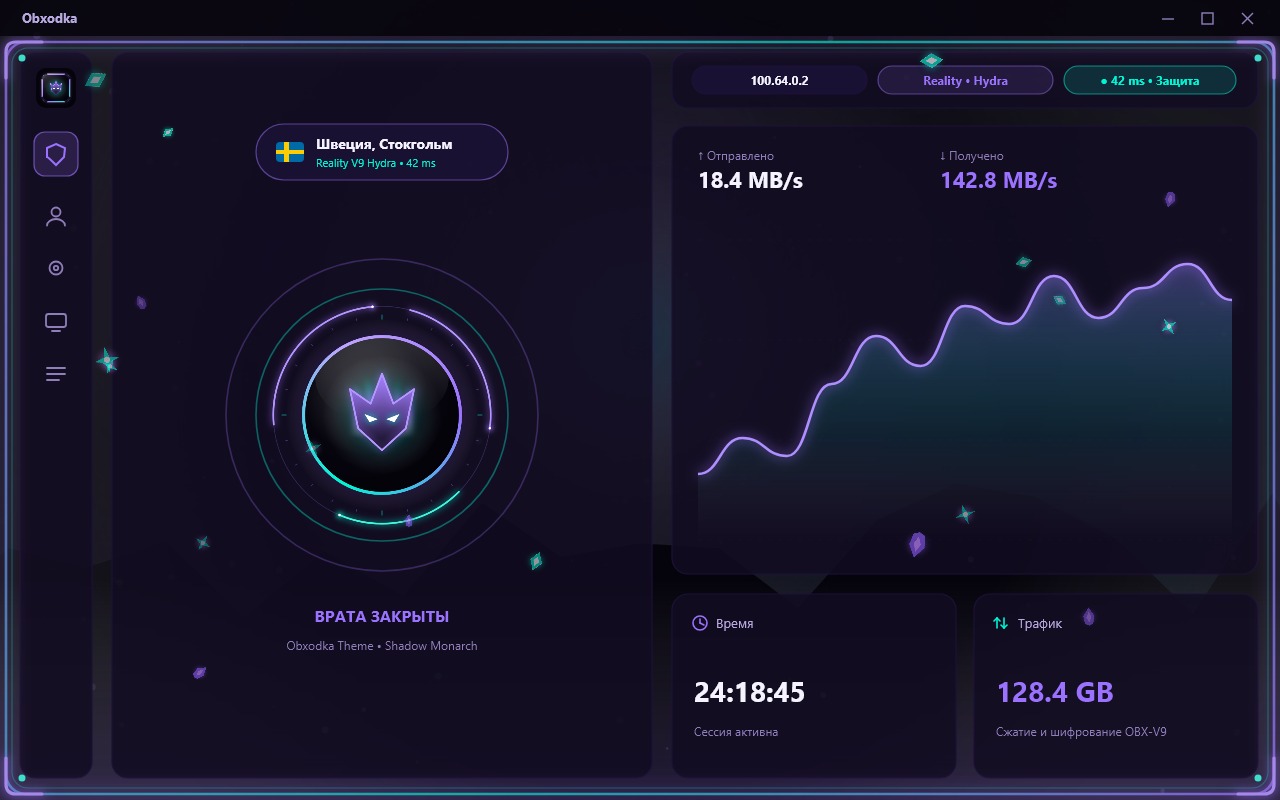 Obxodka
Швеция, Стокгольм
Reality V9 Hydra • 42 ms
ВРАТА ЗАКРЫТЫ
Obxodka Theme • Shadow Monarch
100.64.0.2
Reality • Hydra
● 42 ms • Защита
↑ Отправлено
18.4 MB/s
↓ Получено
142.8 MB/s
Время
24:18:45
Сессия активна
Трафик
128.4 GB
Сжатие и шифрование OBX-V9